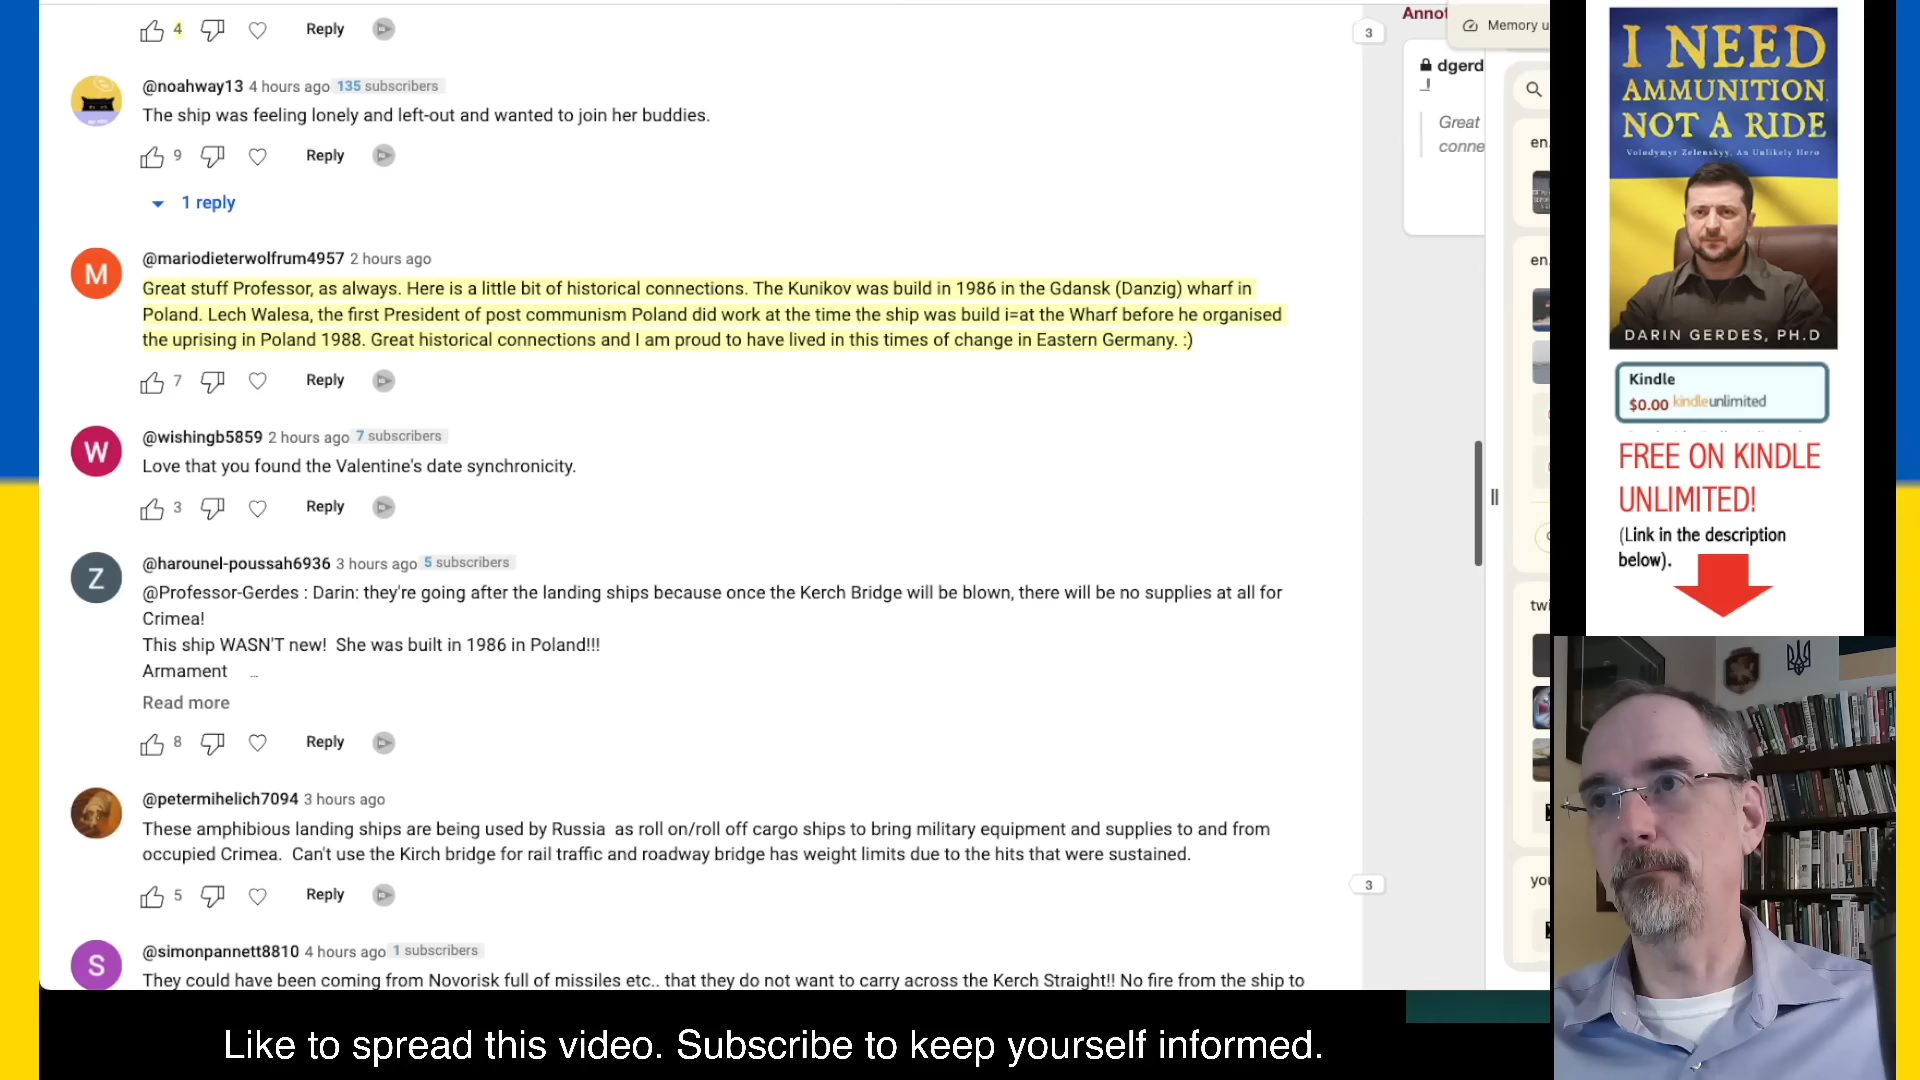 4 Reply
3
Annot
Memory u
@noahway13 4 hours ago 135 subscribers
The ship was feeling lonely and left-out and wanted to join her buddies.
9 Reply
1 reply
M
@mariodieterwolfrum4957 2 hours ago
Great stuff Professor, as always. Here is a little bit of historical connections. The Kunikov was build in 1986 in the Gdansk (Danzig) wharf in
Poland. Lech Walesa, the first President of post communism Poland did work at the time the ship was build i=at the Wharf before he organised
the uprising in Poland 1988. Great historical connections and I am proud to have lived in this times of change in Eastern Germany. :)
7 Reply
W
@wishingb5859 2 hours ago 7 subscribers
Love that you found the Valentine's date synchronicity.
3 Reply
Z
@harounel-poussah6936 3 hours ago 5 subscribers
@Professor-Gerdes : Darin: they're going after the landing ships because once the Kerch Bridge will be blown, there will be no supplies at all for
Crimea!
This ship WASN'T new!  She was built in 1986 in Poland!!!
Armament ...
Read more
8 Reply
@petermihelich7094 3 hours ago
These amphibious landing ships are being used by Russia  as roll on/roll off cargo ships to bring military equipment and supplies to and from
occupied Crimea.  Can't use the Kirch bridge for rail traffic and roadway bridge has weight limits due to the hits that were sustained.
5 Reply
3
S
@simonpannett8810 4 hours ago 1 subscribers
They could have been coming from Novorisk full of missiles etc.. that they do not want to carry across the Kerch Straight!! No fire from the ship to
dgerd
Great
conne
en.
en.
twi
you
I NEED
AMMUNITION,
NOT A RIDE
Volodymyr Zelenskyy, An Unlikely Hero
DARIN GERDES, PH.D
Kindle
$0.00 kindleunlimited
FREE ON KINDLE
UNLIMITED!
(Link in the description
below).
Like to spread this video. Subscribe to keep yourself informed.